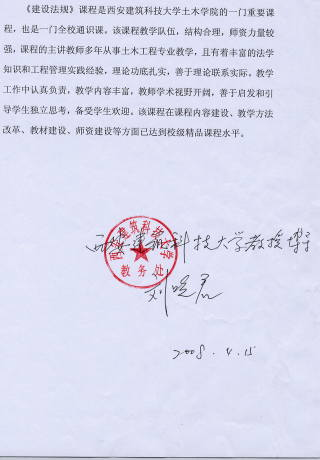 《建设法规》课程是西安建筑科技大学土木学院的一门重要课
程，也是一门全校通识课。该课程教学队伍，结构合理，师资力量较
强，课程的主讲教师多年从事土木工程专业教学，且有着丰富的法学
知识和工程管理实践经验，理论功底扎实，善于理论联系实际。教学
工作中认真负责，教学内容丰富，教师学术视野开阔，善于启发和引
导学生独立思考，备受学生欢迎。该课程在课程内容建设、教学方法
改革、教材建设、师资建设等方面已达到校级精品课程水平。
西安建筑科技大学
教务处
西安建筑科技大学教授 博导
刘晓君
2008.4.15